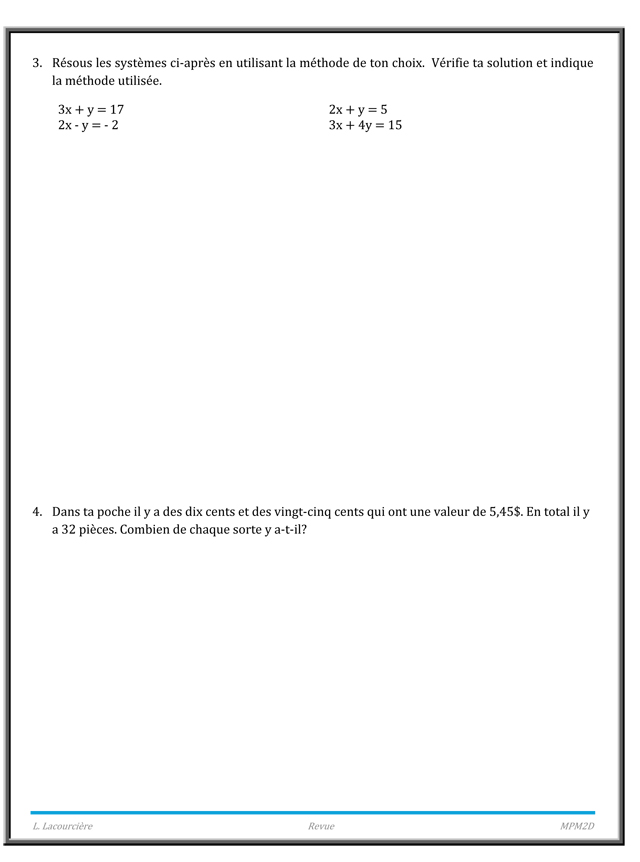 3. Résous les systèmes ci-après en utilisant la méthode de ton choix. Vérifie ta solution et indique
la méthode utilisée.
3x + y = 17
2x - y = - 2
2x + y = 5
3x + 4y = 15
4. Dans ta poche il y a des dix cents et des vingt-cinq cents qui ont une valeur de 5,45$. En total il y
a 32 pièces. Combien de chaque sorte y a-t-il?
L. Lacourcière Revue MPM2D